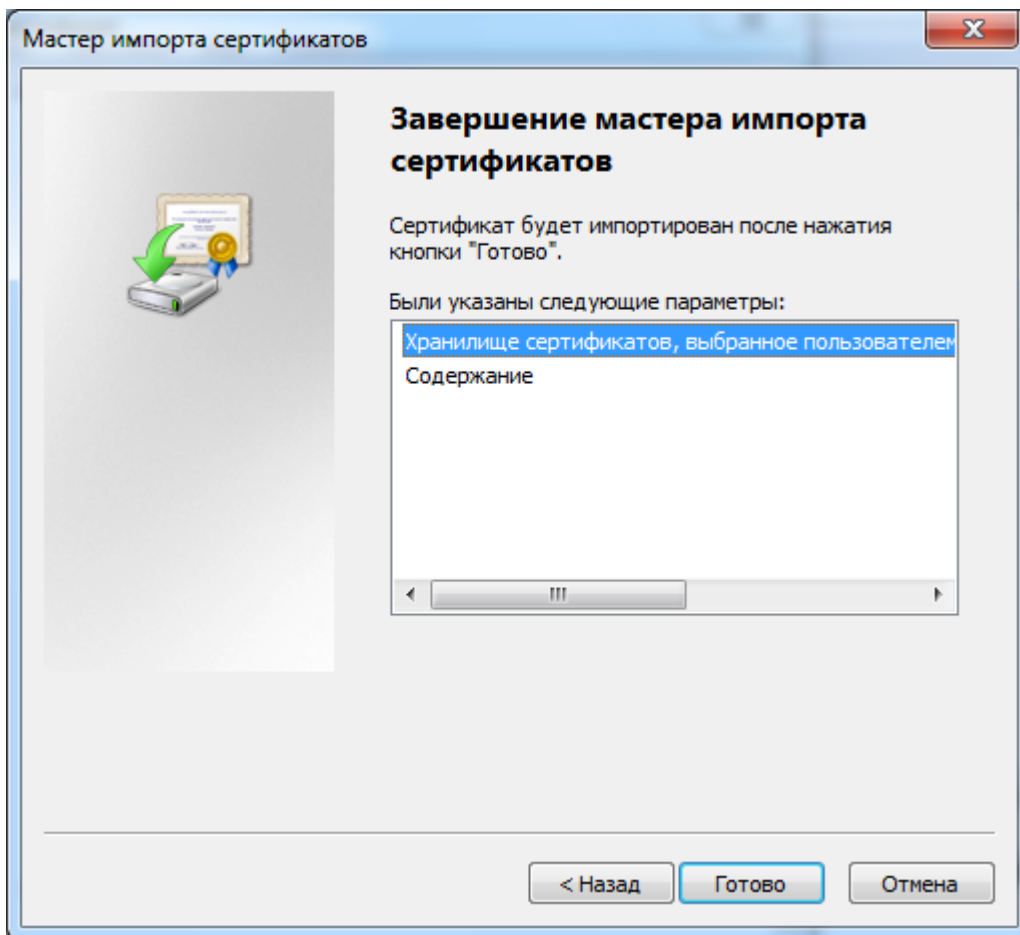 Мастер импорта сертификатов
Завершение мастера импорта
сертификатов
Сертификат будет импортирован после нажатия
кнопки "Готово".
Были указаны следующие параметры:
Хранилище сертификатов, выбранное пользователем
Содержание
< Назад
Готово
Отмена